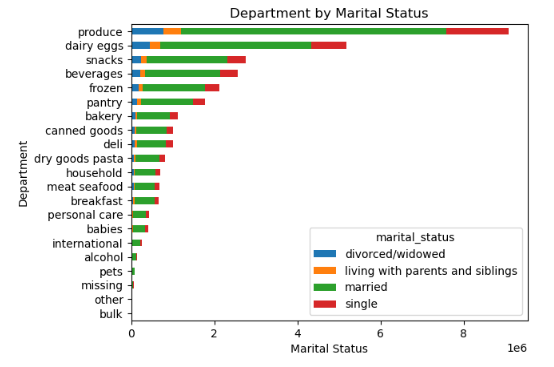 Department by Marital Status
produce
dairy eggs
snacks
beverages
frozen
pantry
bakery
canned goods
deli
dry goods pasta
household
meat seafood
breakfast
personal care
babies
international
alcohol
pets
missing
other
bulk
Department
marital_status
divorced/widowed
living with parents and siblings
married
single
0 2 4 6 8
1e6
Marital Status